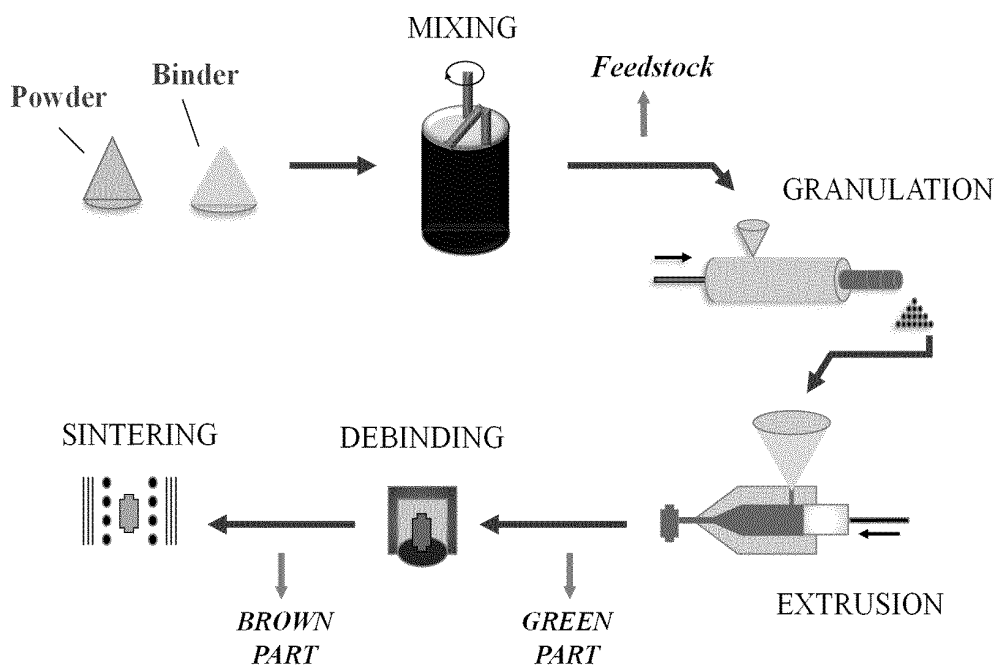 MIXING
Feedstock
Binder
Powder
GRANULATION
SINTERING
DEBINDING
EXTRUSION
BROWN
PART
GREEN
PART